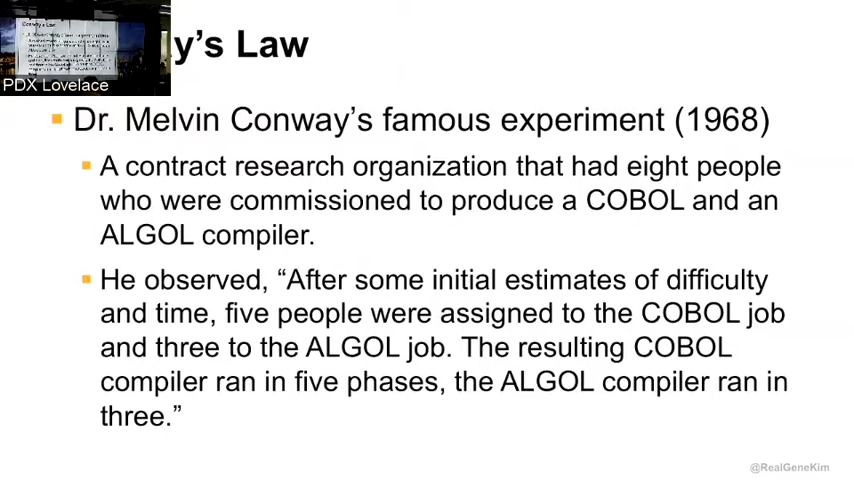 Conway's Law
PDX Lovelace
y's Law
Dr. Melvin Conway's famous experiment (1968)
A contract research organization that had eight people
who were commissioned to produce a COBOL and an
ALGOL compiler.
He observed, “After some initial estimates of difficulty
and time, five people were assigned to the COBOL job
and three to the ALGOL job. The resulting COBOL
compiler ran in five phases, the ALGOL compiler ran in
three.”
@RealGeneKim